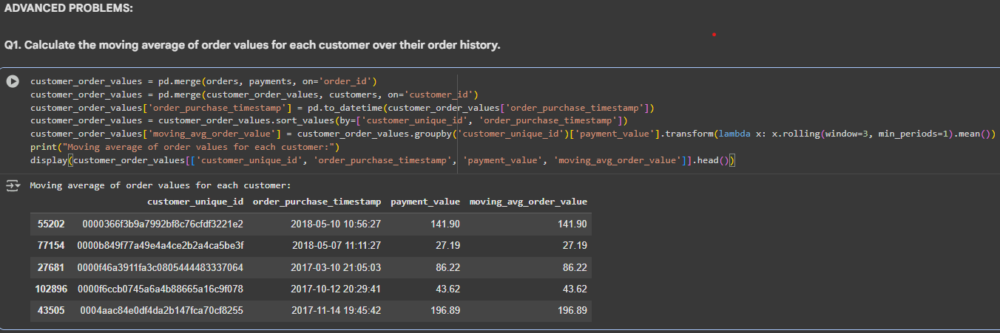 ADVANCED PROBLEMS:
Q1. Calculate the moving average of order values for each customer over their order history.
customer_order_values = pd.merge(orders, payments, on='order_id')
customer_order_values = pd.merge(customer_order_values, customers, on='customer_id')
customer_order_values['order_purchase_timestamp'] = pd.to_datetime(customer_order_values['order_purchase_timestamp'])
customer_order_values = customer_order_values.sort_values(by=['customer_unique_id', 'order_purchase_timestamp'])
customer_order_values['moving_avg_order_value'] = customer_order_values.groupby('customer_unique_id')['payment_value'].transform(lambda x: x.rolling(window=3, min_periods=1).mean())
print("Moving average of order values for each customer:")
display(customer_order_values[['customer_unique_id', 'order_purchase_timestamp', 'payment_value', 'moving_avg_order_value']].head())
Moving average of order values for each customer:
customer_unique_id order_purchase_timestamp payment_value moving_avg_order_value
55202 0000366f3b9a7992bf8c76cfdf3221e2 2018-05-10 10:56:27 141.90 141.90
77154 0000b849f77a49e4a4ce2b2a4ca5be3f 2018-05-07 11:11:27 27.19 27.19
27681 0000f46a3911fa3c0805444483337064 2017-03-10 21:05:03 86.22 86.22
102896 0000f6ccb0745a6a4b88665a16c9f078 2017-10-12 20:29:41 43.62 43.62
43505 0004aac84e0df4da2b147fca70cf8255 2017-11-14 19:45:42 196.89 196.89